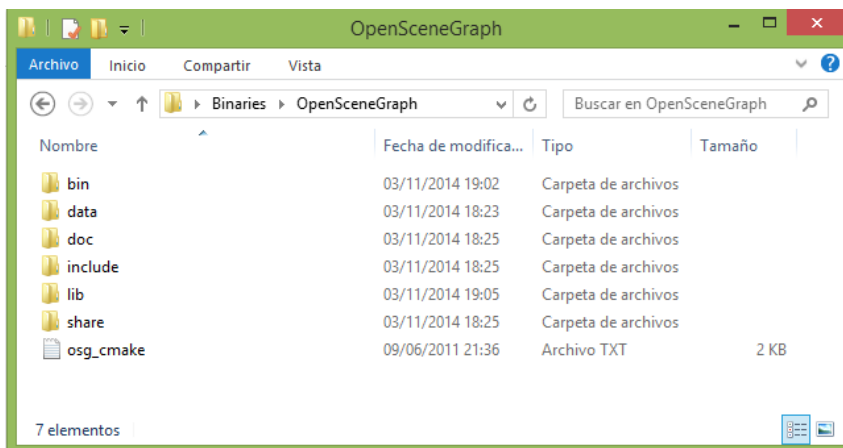 OpenSceneGraph
Archivo Inicio Compartir Vista
Binaries OpenSceneGraph Buscar en OpenSceneGraph
Nombre Fecha de modifica... Tipo Tamaño
bin 03/11/2014 19:02 Carpeta de archivos
data 03/11/2014 18:23 Carpeta de archivos
doc 03/11/2014 18:25 Carpeta de archivos
include 03/11/2014 18:25 Carpeta de archivos
lib 03/11/2014 19:05 Carpeta de archivos
share 03/11/2014 18:25 Carpeta de archivos
osg_cmake 09/06/2011 21:36 Archivo TXT 2 KB
7 elementos